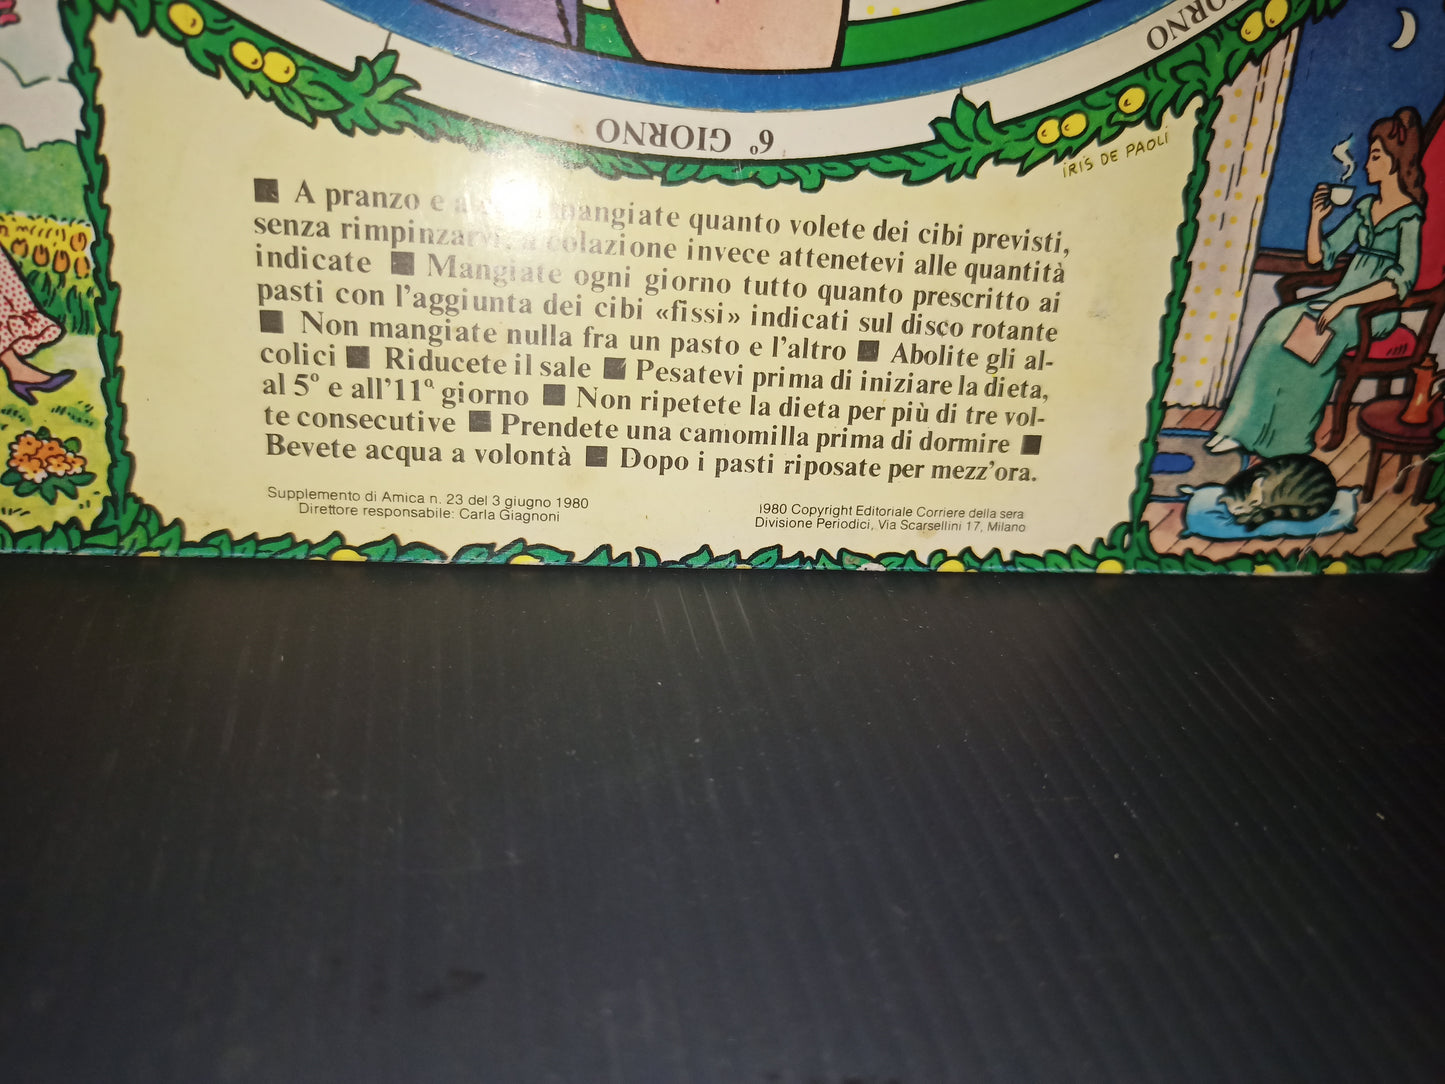 GIORNO
6º GIORNO
IRIS DE PAOLI
■ A pranzo e a mangiate quanto volete dei cibi previsti,
senza rimpinzarvi; a colazione invece attenetevi alle quantità
indicate ■ Mangiate ogni giorno tutto quanto prescritto ai
pasti con l'aggiunta dei cibi «fissi» indicati sul disco rotante
■ Non mangiate nulla fra un pasto e l'altro ■ Abolite gli al-
colici ■ Riducete il sale ■ Pesatevi prima di iniziare la dieta,
al 5º e all'11º giorno ■ Non ripetete la dieta per più di tre vol-
te consecutive ■ Prendete una camomilla prima di dormire ■
Bevete acqua a volontà ■ Dopo i pasti riposate per mezz'ora.
Supplemento di Amica n. 23 del 3 giugno 1980
Direttore responsabile: Carla Giagnoni
1980 Copyright Editoriale Corriere della sera
Divisione Periodici, Via Scarsellini 17, Milano